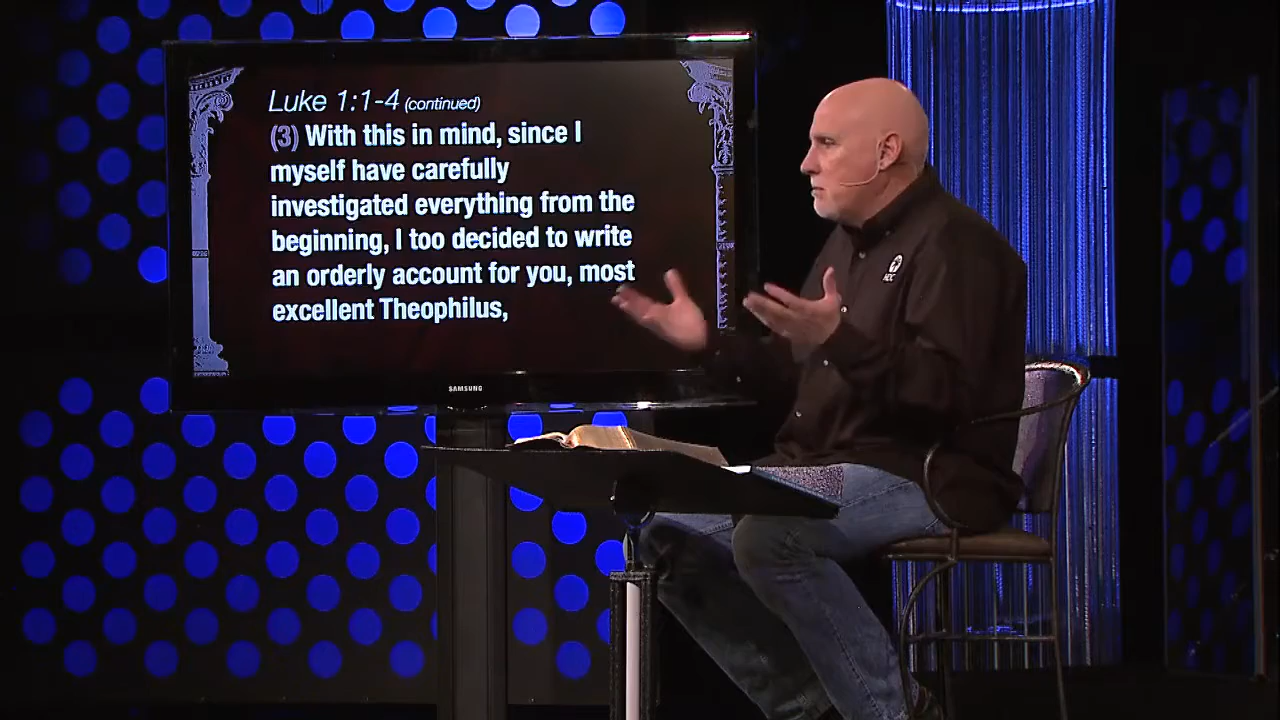 Luke 1:1-4 (continued)
(3) With this in mind, since I
myself have carefully
investigated everything from the
beginning, I too decided to write
an orderly account for you, most
excellent Theophilus,
SAMSUNG